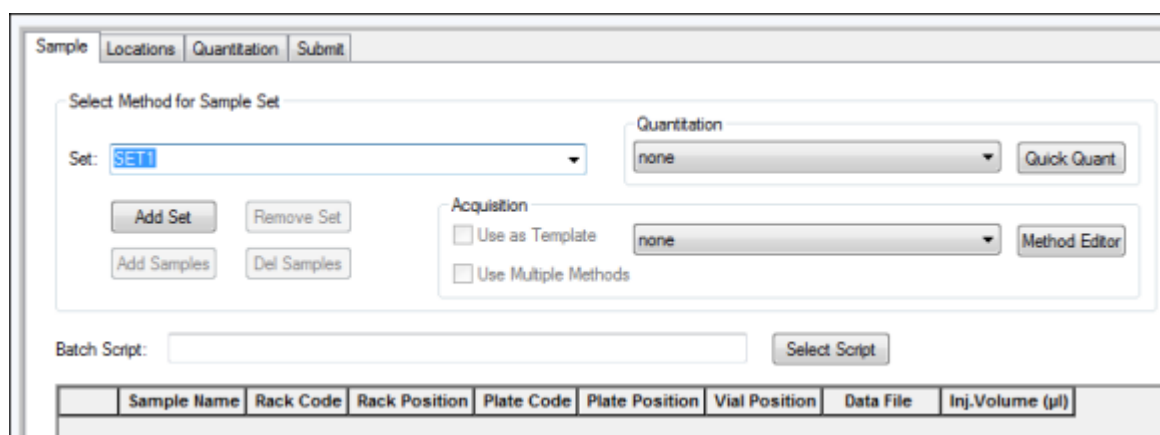 Sample Locations Quantitation Submit
Select Method for Sample Set
Quantitation
Set: SET1 none Quick Quant
Add Set Remove Set Acquisition
Use as Template none Method Editor
Add Samples Del Samples Use Multiple Methods
Batch Script: Select Script
Sample Name Rack Code Rack Position Plate Code Plate Position Vial Position Data File Inj.Volume (µl)